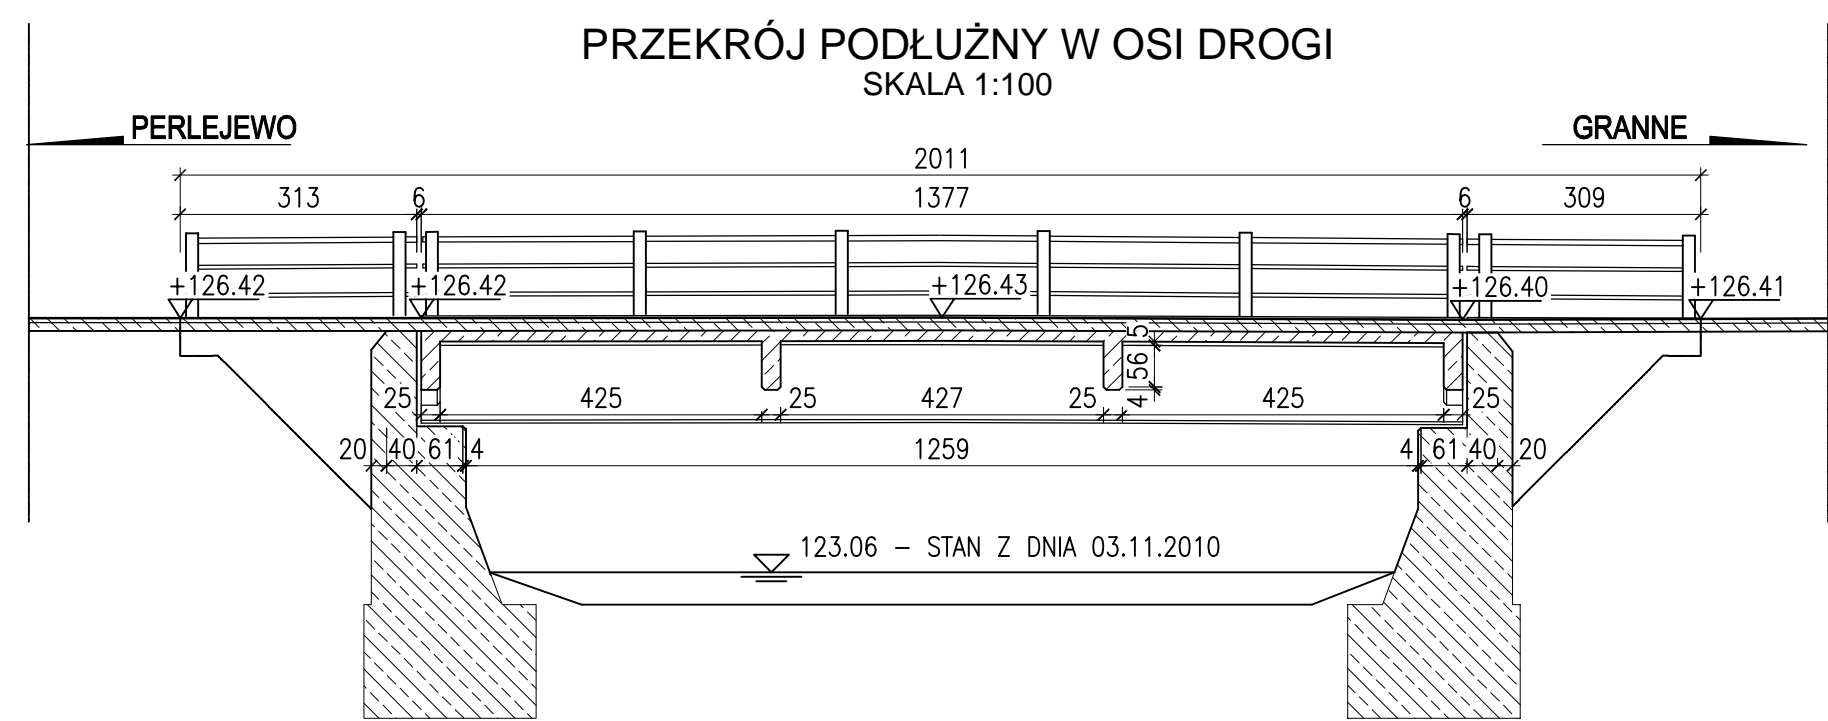 PRZEKRÓJ PODŁUŻNY W OSI DROGI
SKALA 1:100
PERLEJEWO GRANNE
2011
313 6 1377 6 309
+126.42 +126.42 +126.43 +126.40 +126.41
5
56
4
25 425 25 427 25 425 25
20 40 61 4 1259 4 61 40 20
123.06 – STAN Z DNIA 03.11.2010